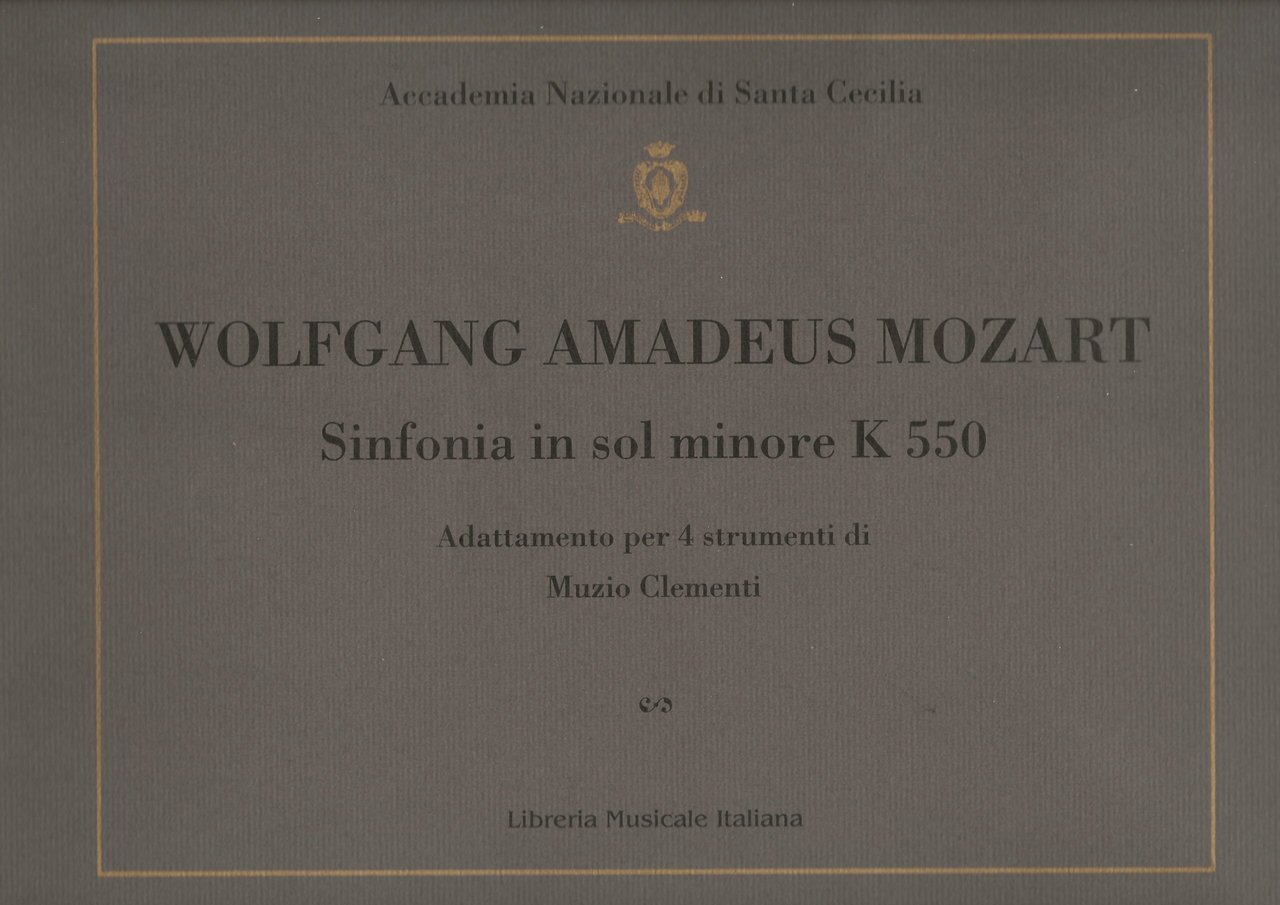 Accademia Nazionale di Santa Cecilia
WOLFGANG AMADEUS MOZART
Sinfonia in sol minore K 550
Adattamento per 4 strumenti di
Muzio Clementi
Libreria Musicale Italiana